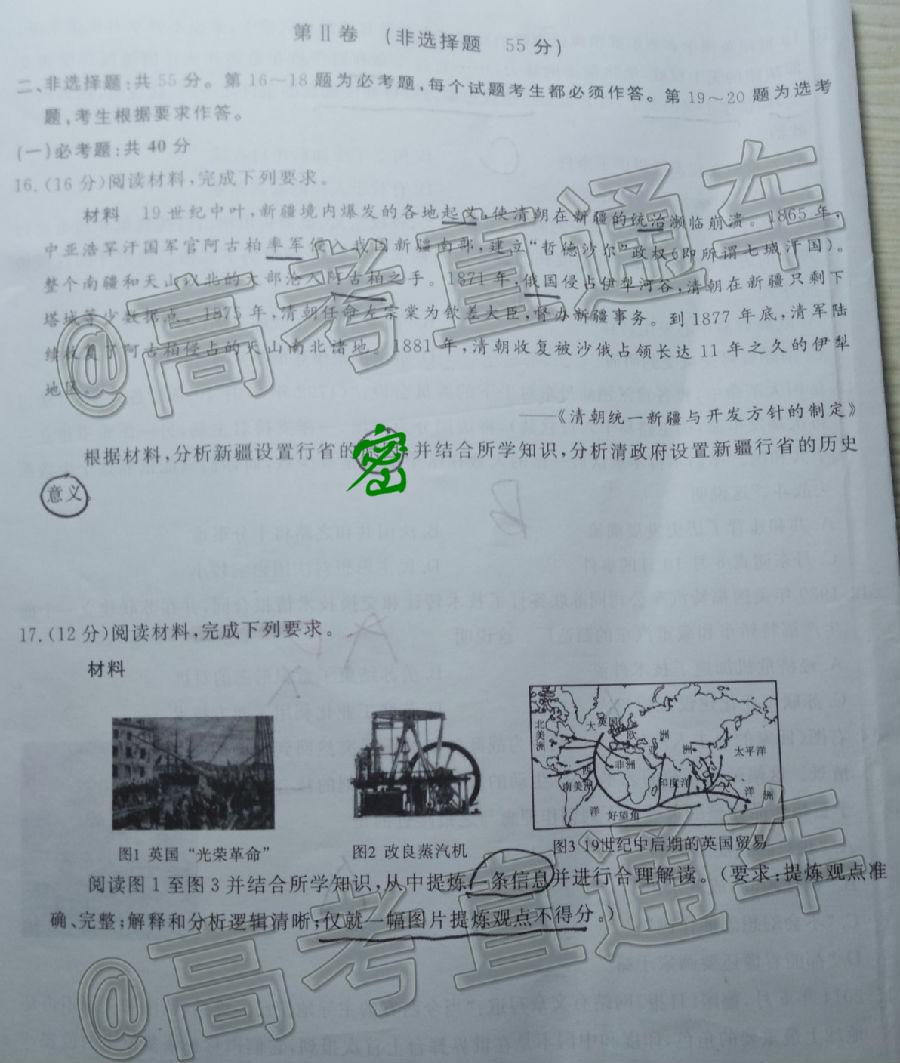 第Ⅱ卷 (非选择题 55分)
二、非选择题:共55分。第16～18题为必考题,每个试题考生都必须作答。第19～20题为选考
题,考生根据要求作答。
(一)必考题:共40分
16.(16分)阅读材料,完成下列要求。
材料 19世纪中叶,新疆境内爆发的各地起义,使清朝在新疆的统治濒临崩溃。1865年,
中亚浩罕汗国军官阿古柏率军侵入我国新疆南部,建立“哲德沙尔”政权(即所谓七城汗国)。
整个南疆和天山以北的大部沦入阿古柏之手。1871年,俄国侵占伊犁河谷,清朝在新疆只剩下
塔城等少数据点。1875年,清朝任命左宗棠为钦差大臣,督办新疆事务。到1877年底,清军陆
续收复了阿古柏侵占的天山南北诸地。1881年,清朝收复被沙俄占领长达11年之久的伊犁
地区。
——《清朝统一新疆与开发方针的制定》
根据材料,分析新疆设置行省的 密 并结合所学知识,分析清政府设置新疆行省的历史
意义
17.(12分)阅读材料,完成下列要求。
材料
北美洲 大英国 欧洲 亚洲 太平洋
西 非洲 印度洋
南美洲 洋 好望角 洋洲
图1 英国“光荣革命” 图2 改良蒸汽机 图3 19世纪中后期的英国贸易
阅读图1至图3并结合所学知识,从中提炼一条信息并进行合理解读。(要求:提炼观点准
确、完整;解释和分析逻辑清晰;仅就一幅图片提炼观点不得分。)
@高考直通车
@高考直通车